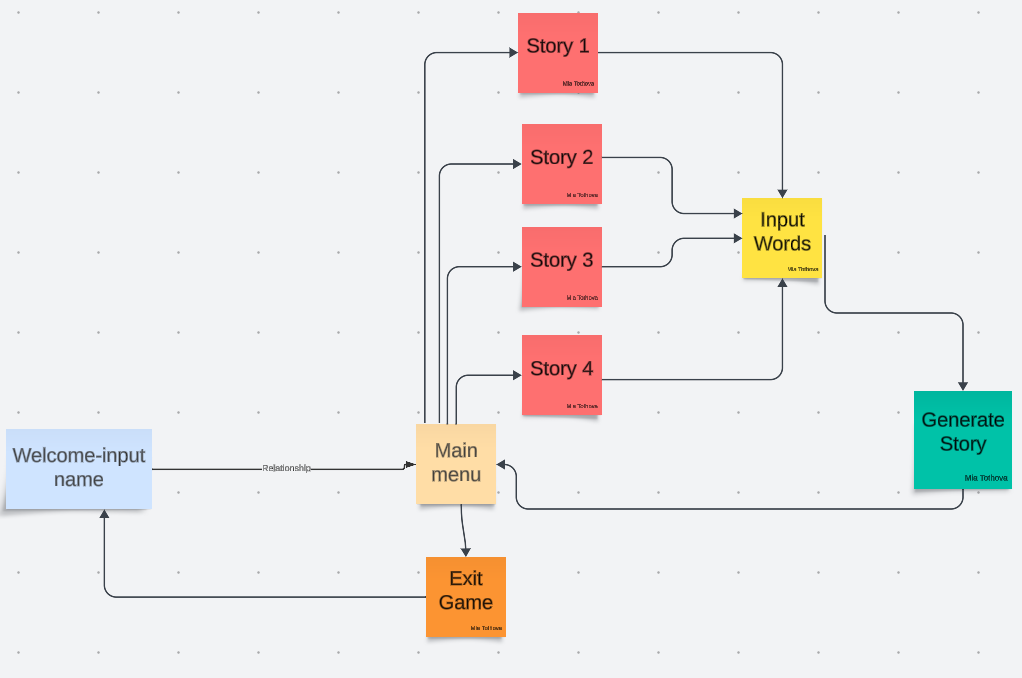 Story 1
Mia Tothova
Story 2
Mia Tothova
Story 3
Mia Tothova
Story 4
Mia Tothova
Input
Words
Mia Tothova
Generate
Story
Mia Tothova
Welcome-input
name
Relationship
Main
menu
Exit
Game
Mia Tothova